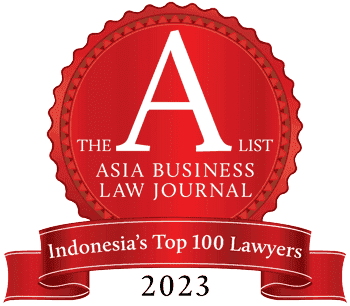 THE A LIST
ASIA BUSINESS
LAW JOURNAL
Indonesia's Top 100 Lawyers
2023